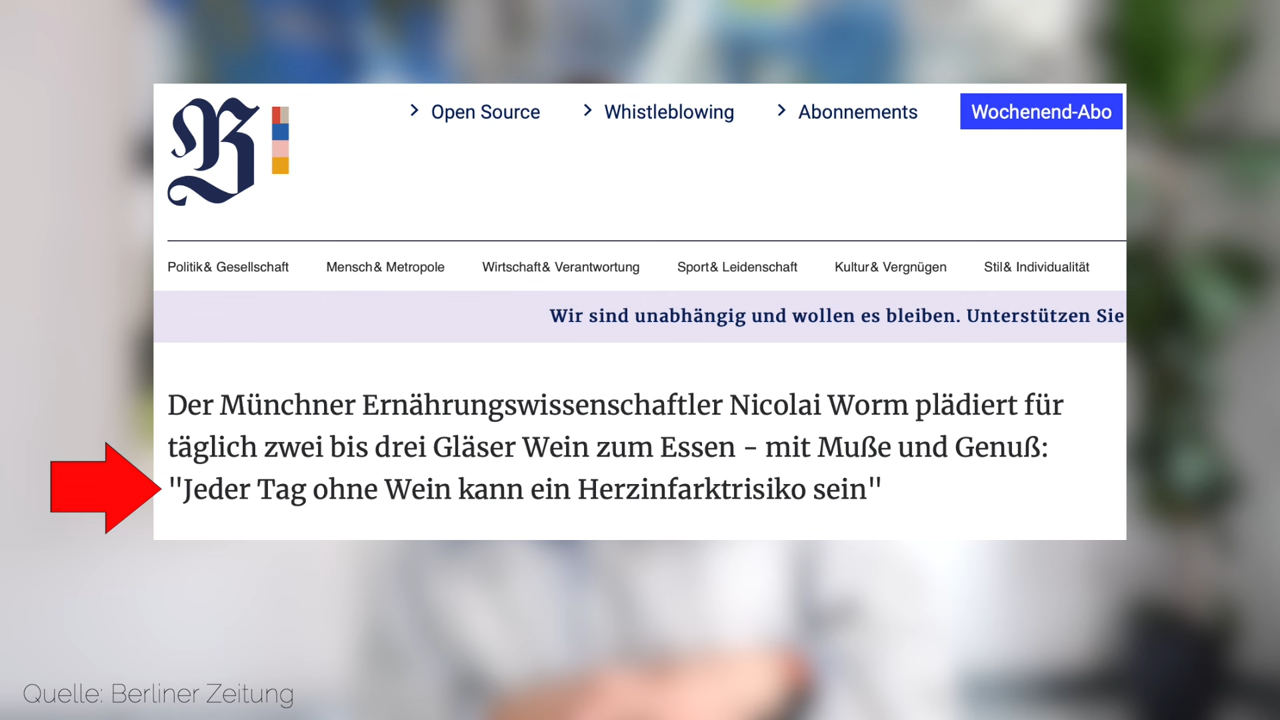 B
Open Source
Whistleblowing
Abonnements
Wochenend-Abo
Politik& Gesellschaft
Mensch& Metropole
Wirtschaft& Verantwortung
Sport& Leidenschaft
Kultur& Vergnügen
Stil& Individualität
Wir sind unabhängig und wollen es bleiben. Unterstützen Sie
Der Münchner Ernährungswissenschaftler Nicolai Worm plädiert für
täglich zwei bis drei Gläser Wein zum Essen - mit Muße und Genuß:
"Jeder Tag ohne Wein kann ein Herzinfarktrisiko sein"
Quelle: Berliner Zeitung